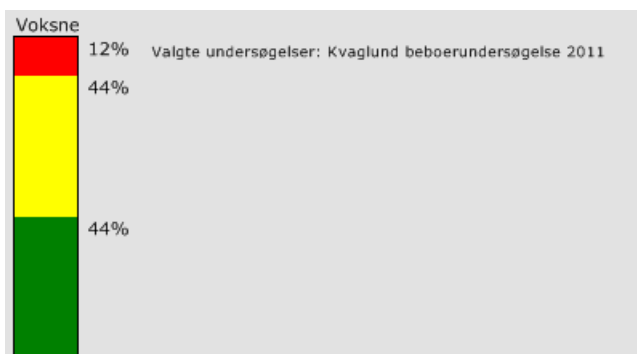 Voksne
12% Valgte undersøgelser: Kvaglund beboerundersøgelse 2011
44%
44%